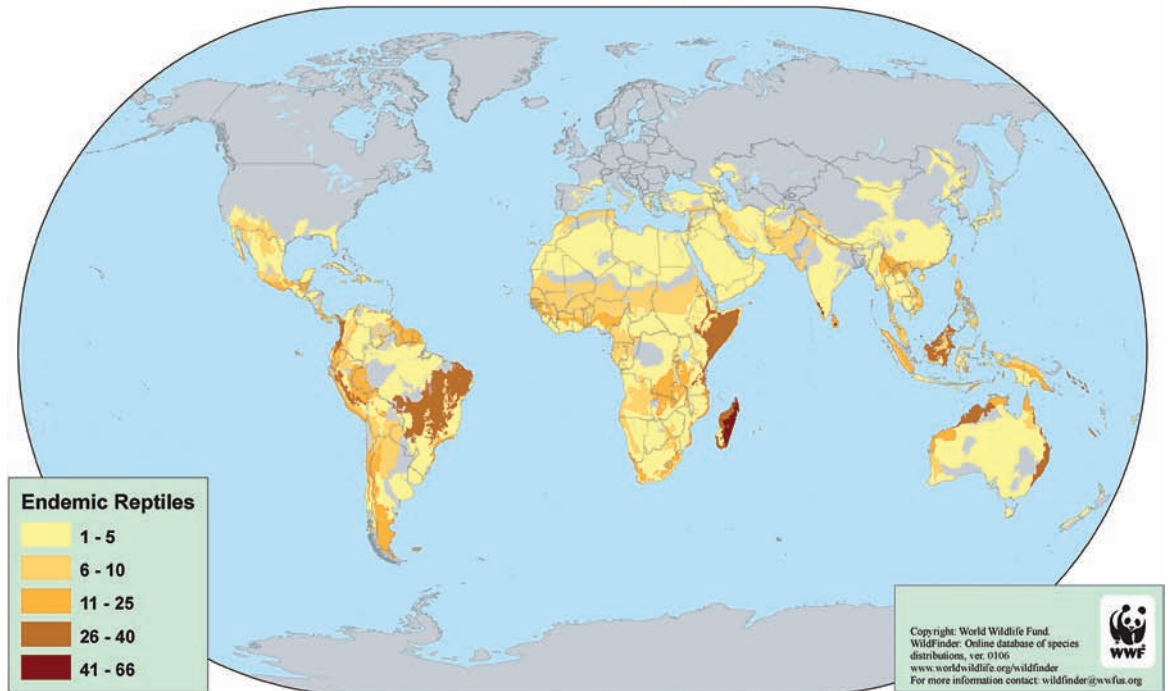 Endemic Reptiles
1 - 5
6 - 10
11 - 25
26 - 40
41 - 66
Copyright: World Wildlife Fund.
WildFinder: Online database of species
distributions, ver. 0106
www.worldwildlife.org/wildfinder
For more information contact: wildfinder@wwfus.org
WWF